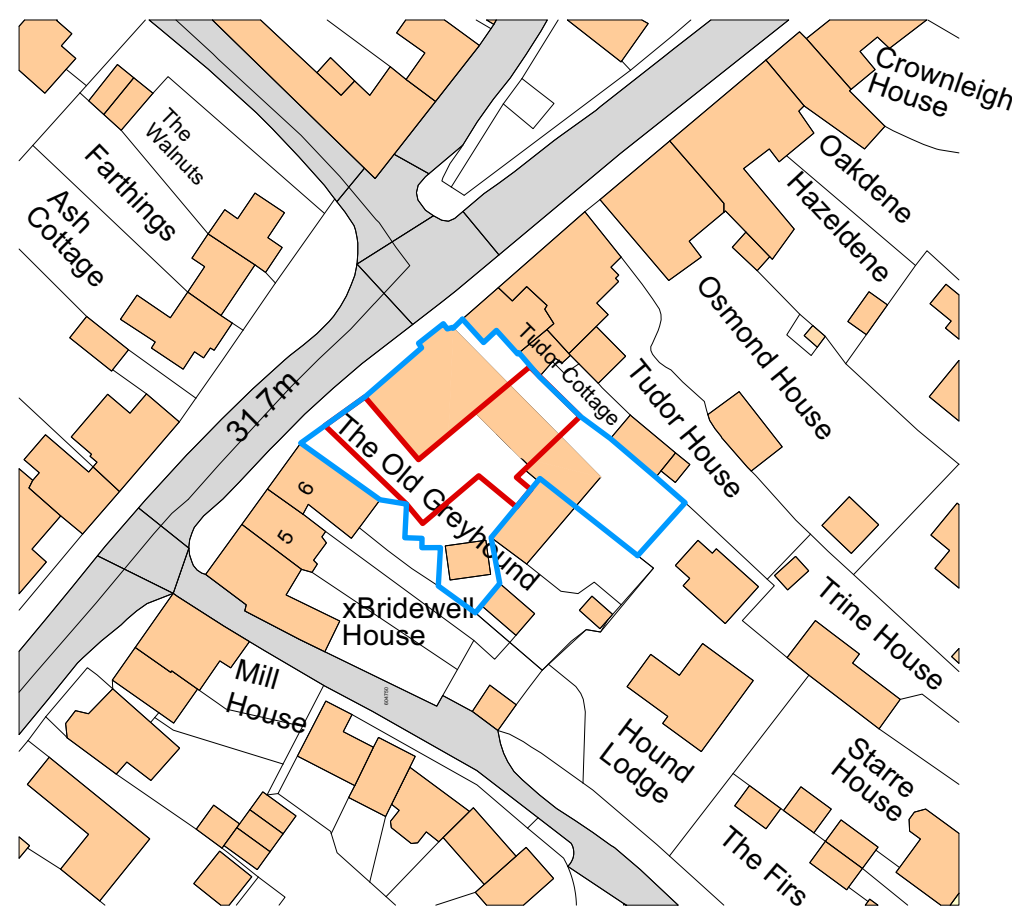 Crownleigh
House
The
Walnuts
Farthings
Oakdene
Hazeldene
Ash
Cottage
Osmond House
Tudor Cottage
Tudor House
31.7m
The Old Greyhound
6
5
xBridewell
House
Trine House
Mill
House
604750
Hound
Lodge
Starre
House
The Firs